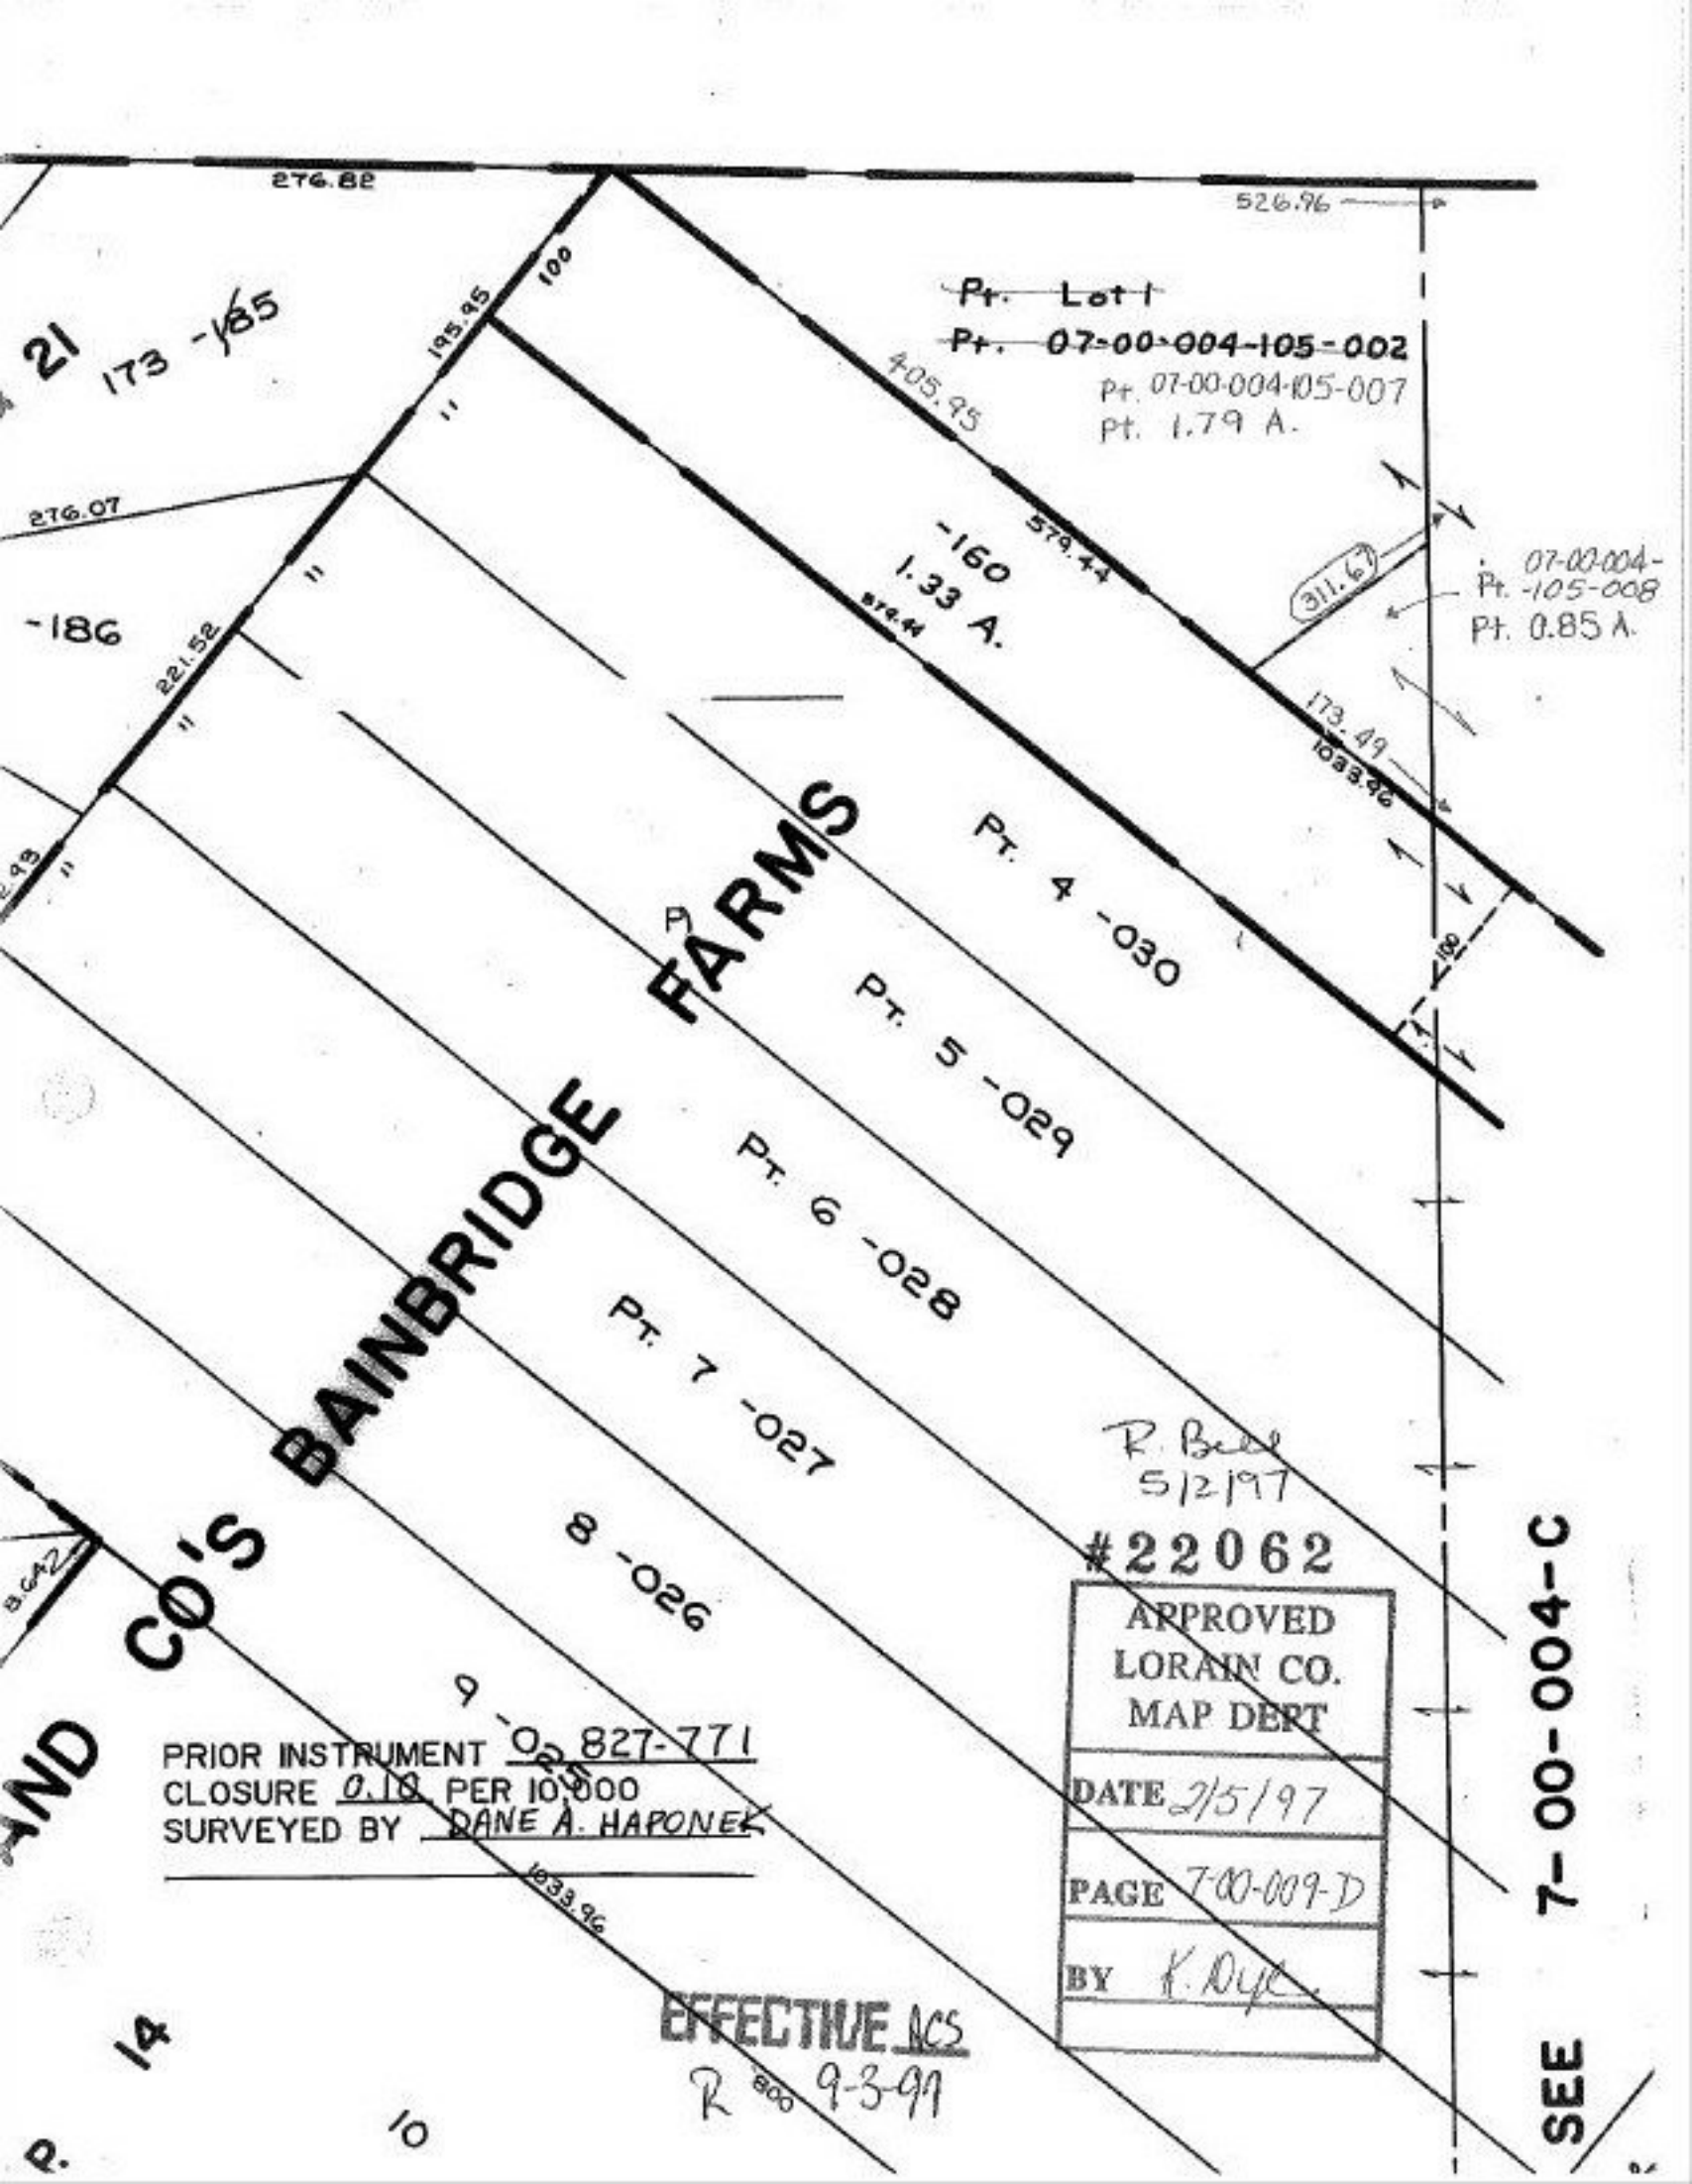 276.82
526.96
100
195.95
Pt. Lot 1
Pt. 07-00-004-105-002
Pt. 07-00-004-105-007
Pt. 1.79 A.
21
173 -185
405.95
"
276.07
579.44
-160
1.33 A.
579.44
311.67
07-00-004-
Pt. -105-008
Pt. 0.85 A.
"
-186
221.52
"
173.49
1033.96
"
100
PT. 4 -030
PT. 5 -029
PT. 6 -028
PT. 7 -027
8 -026
9 -025
CO'S BAINBRIDGE FARMS
R. Bell
5/2/97
#22062
APPROVED
LORAIN CO.
MAP DEPT
DATE 2/5/97
PAGE 7-00-009-D
BY K. Dye
8.642
PRIOR INSTRUMENT 827-771
CLOSURE 0.10 PER 10,000
SURVEYED BY DANE A. HAPONEK
1033.96
EFFECTIVE ACS
R 9-3-97
800
14
10
P.
SEE 7-00-004-C